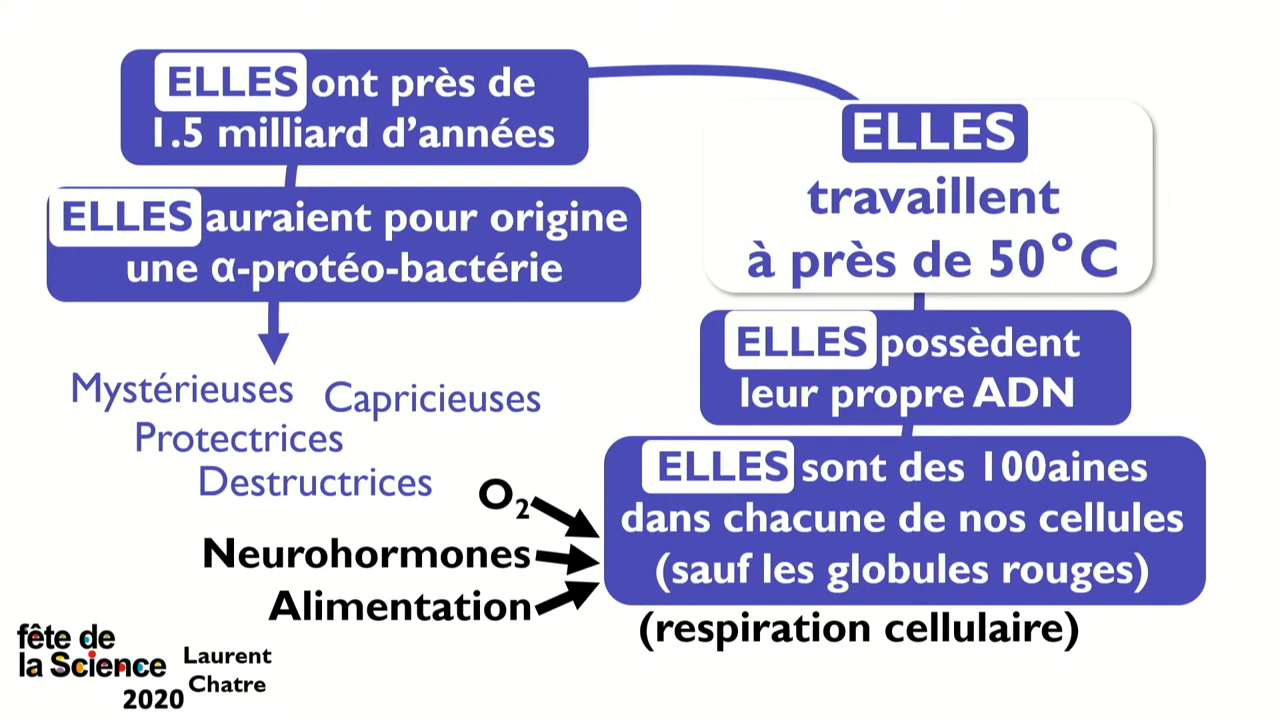 ELLES ont près de
1.5 milliard d’années
ELLES auraient pour origine
une α-protéo-bactérie
Mystérieuses
Capricieuses
Protectrices
Destructrices
ELLES
travaillent
à près de 50°C
ELLES possèdent
leur propre ADN
ELLES sont des 100aines
dans chacune de nos cellules
(sauf les globules rouges)
(respiration cellulaire)
O₂
Neurohormones
Alimentation
fête de
la Science
2020
Laurent
Chatre